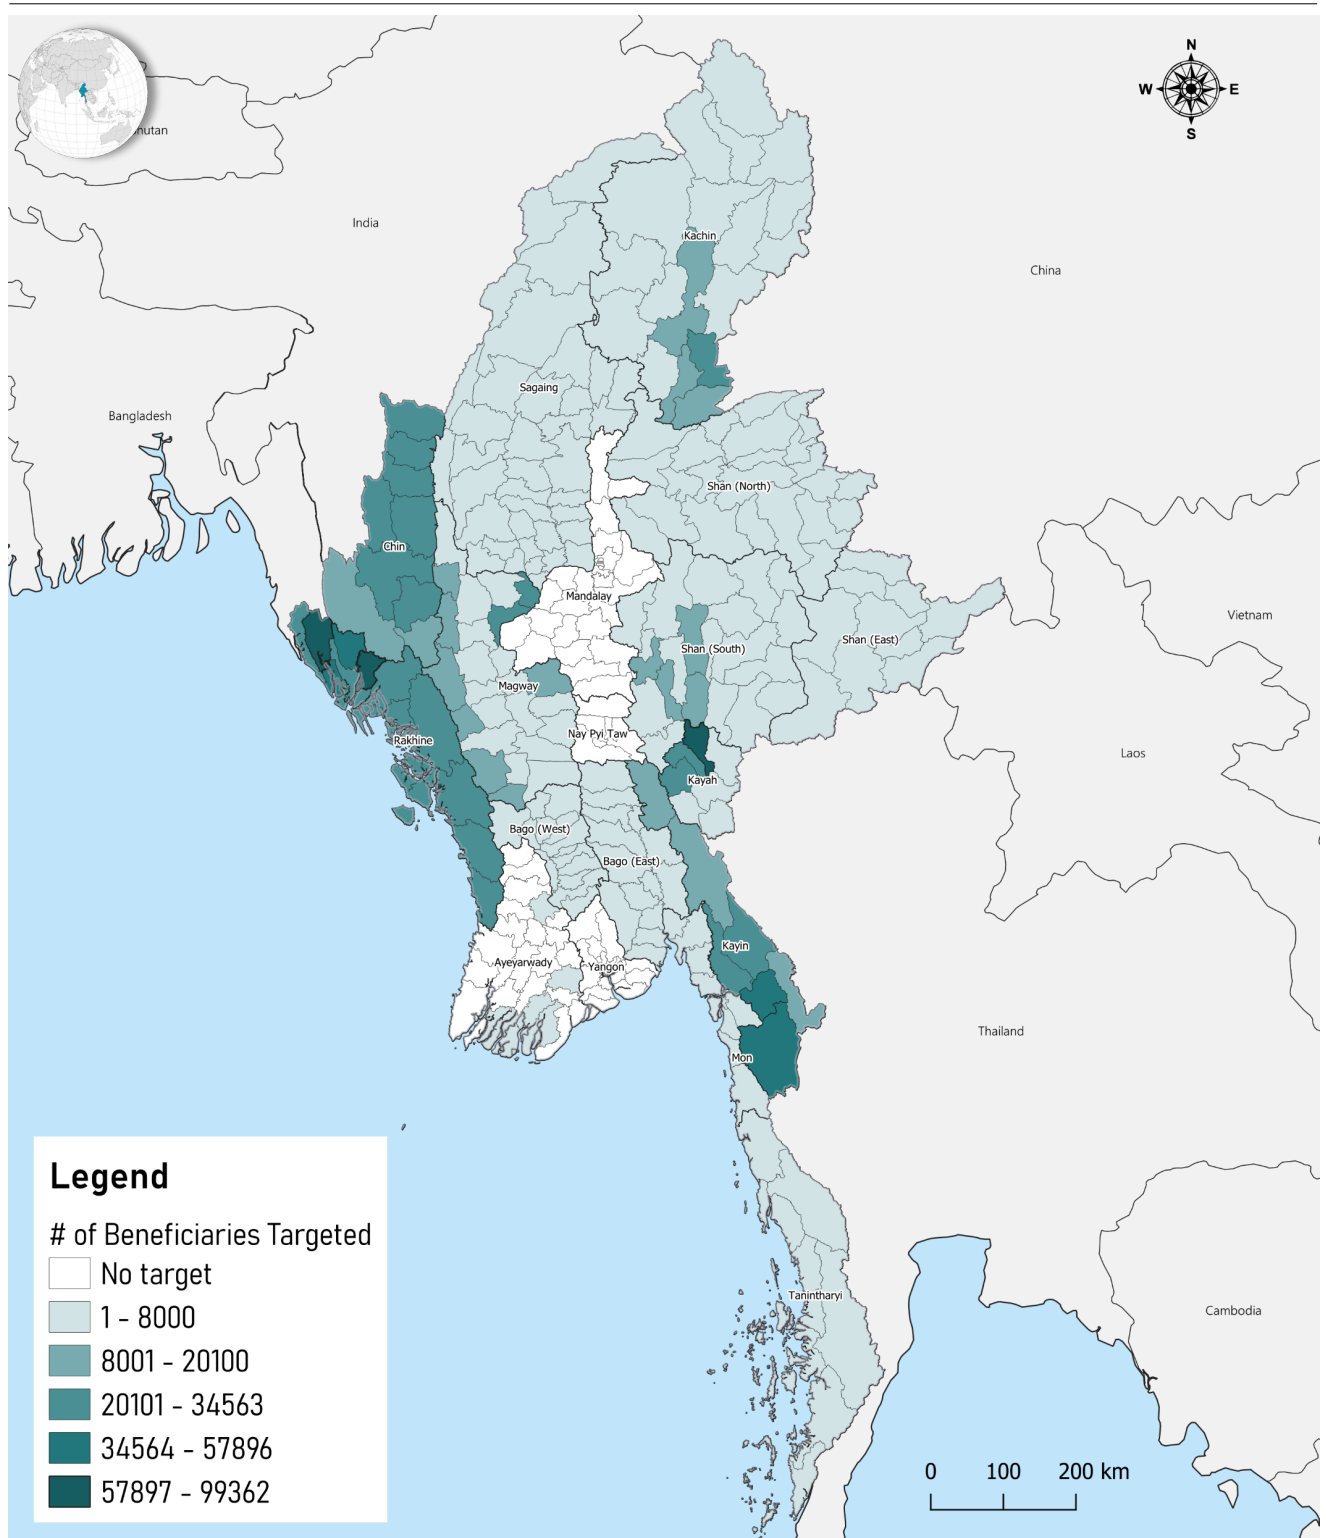 N
W E
S
hutan
India
China
Kachin
Sagaing
Bangladesh
Shan (North)
Chin
Mandalay
Vietnam
Shan (East)
Shan (South)
Magway
Nay Pyi Taw
Rakhine
Laos
Kayah
Bago (West)
Bago (East)
Kayin
Ayeyarwady
Yangon
Thailand
Mon
Tanintharyi
Cambodia
Legend
# of Beneficiaries Targeted
No target
1 - 8000
8001 - 20100
20101 - 34563
34564 - 57896
57897 - 99362
0 100 200 km